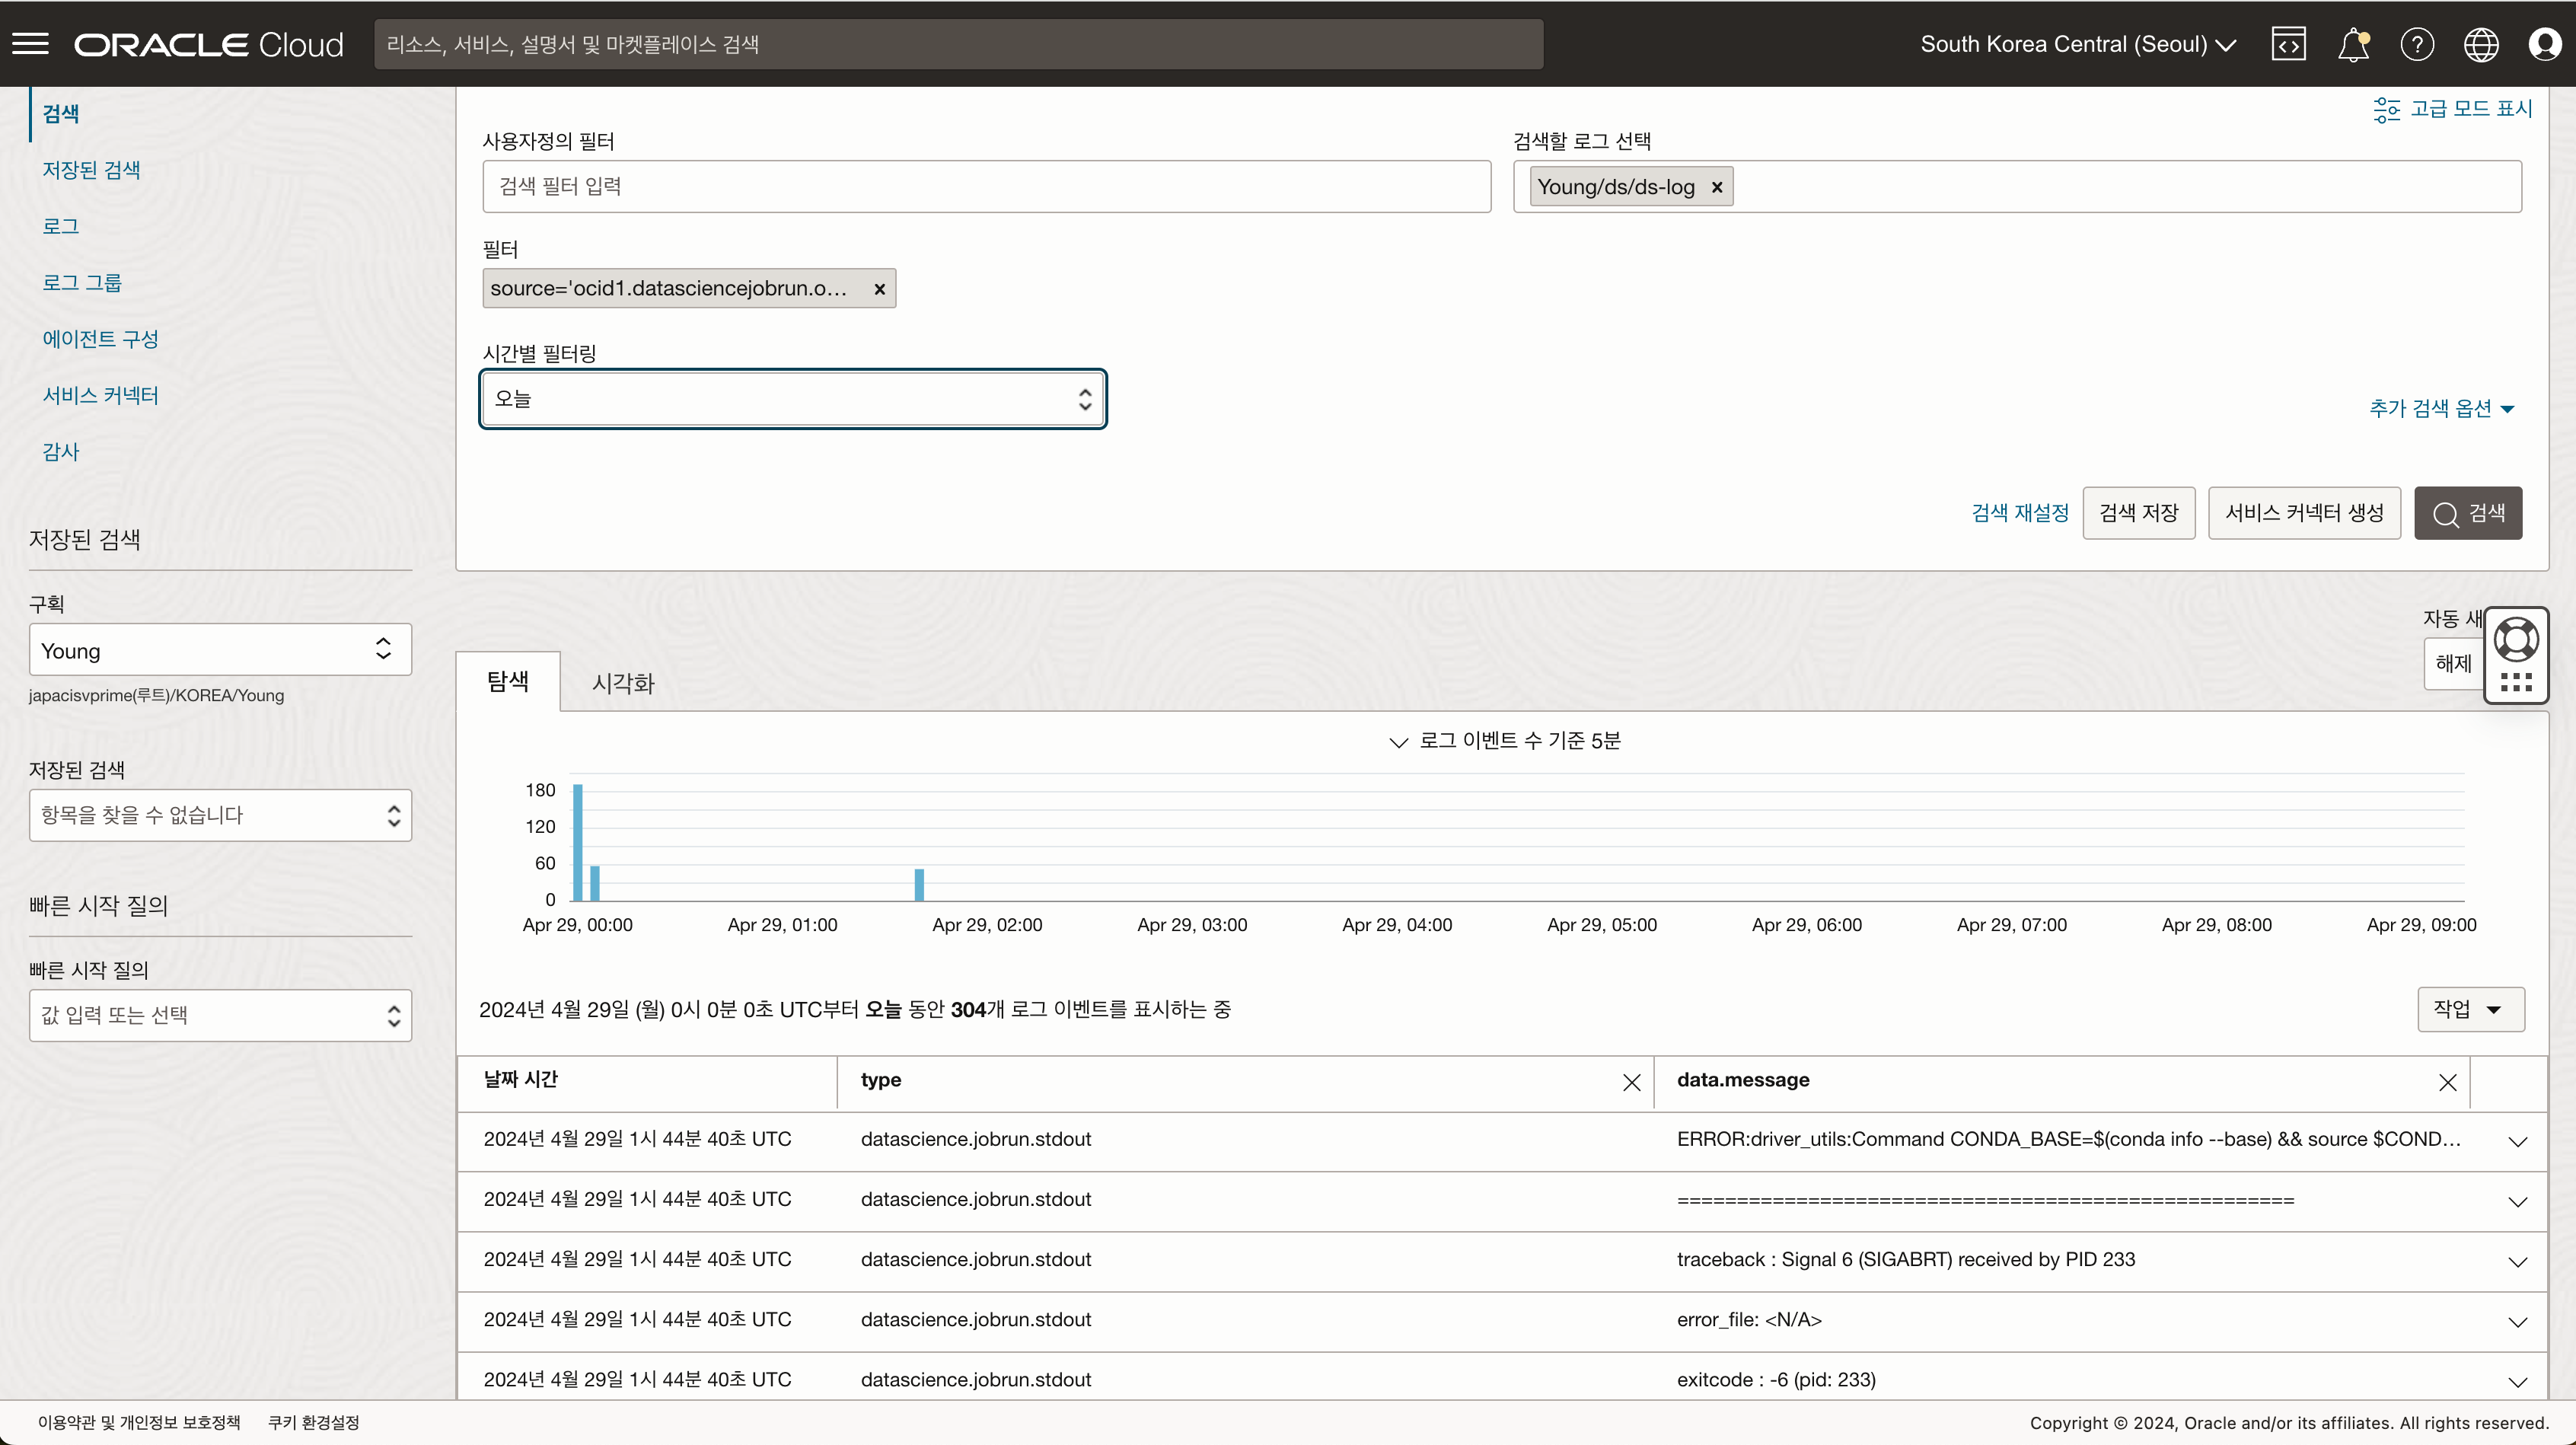 ORACLE Cloud
리소스, 서비스, 설명서 및 마켓플레이스 검색
South Korea Central (Seoul)
검색
저장된 검색
로그
로그 그룹
에이전트 구성
서비스 커넥터
감사
저장된 검색
구획
Young
japacisvprime(루트)/KOREA/Young
저장된 검색
항목을 찾을 수 없습니다
빠른 시작 질의
빠른 시작 질의
값 입력 또는 선택
고급 모드 표시
사용자정의 필터
검색 필터 입력
검색할 로그 선택
Young/ds/ds-log ×
필터
source='ocid1.datasciencejobrun.o... ×
시간별 필터링
오늘
추가 검색 옵션
검색 재설정
검색 저장
서비스 커넥터 생성
검색
자동 새
해제
탐색
시각화
로그 이벤트 수 기준 5분
180
120
60
0
Apr 29, 00:00
Apr 29, 01:00
Apr 29, 02:00
Apr 29, 03:00
Apr 29, 04:00
Apr 29, 05:00
Apr 29, 06:00
Apr 29, 07:00
Apr 29, 08:00
Apr 29, 09:00
2024년 4월 29일 (월) 0시 0분 0초 UTC부터 오늘 동안 304개 로그 이벤트를 표시하는 중
작업
날짜 시간 type data.message
2024년 4월 29일 1시 44분 40초 UTC datascience.jobrun.stdout ERROR:driver_utils:Command CONDA_BASE=$(conda info --base) && source $COND...
2024년 4월 29일 1시 44분 40초 UTC datascience.jobrun.stdout ====================================================
2024년 4월 29일 1시 44분 40초 UTC datascience.jobrun.stdout traceback : Signal 6 (SIGABRT) received by PID 233
2024년 4월 29일 1시 44분 40초 UTC datascience.jobrun.stdout error_file: <N/A>
2024년 4월 29일 1시 44분 40초 UTC datascience.jobrun.stdout exitcode : -6 (pid: 233)
이용약관 및 개인정보 보호정책
쿠키 환경설정
Copyright © 2024, Oracle and/or its affiliates. All rights reserved.